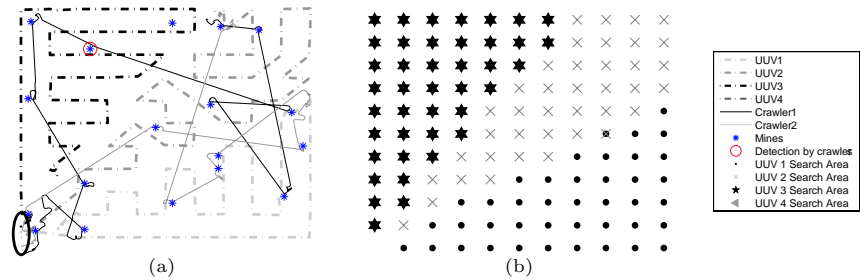 UUV1
UUV2
UUV3
UUV4
Crawler1
Crawler2
Mines
Detection by crawlers
UUV 1 Search Area
UUV 2 Search Area
UUV 3 Search Area
UUV 4 Search Area
(a)
(b)